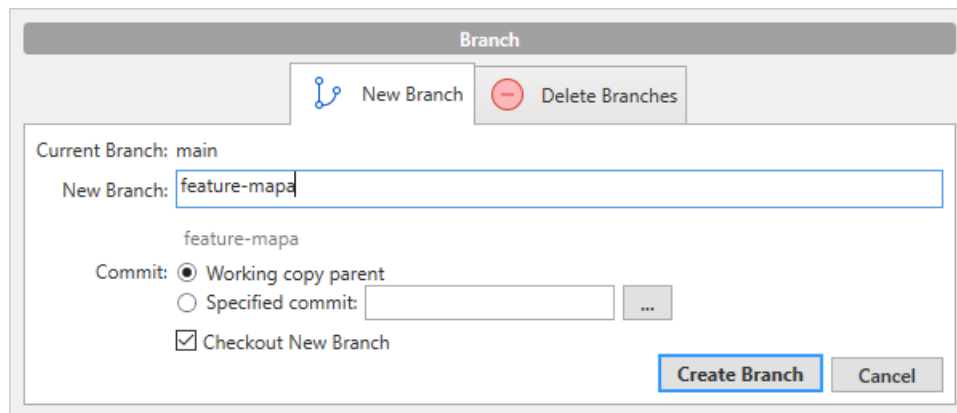 Branch
New Branch
Delete Branches
Current Branch: main
New Branch: feature-mapa
feature-mapa
Commit: Working copy parent
Specified commit: ...
Checkout New Branch
Create Branch Cancel